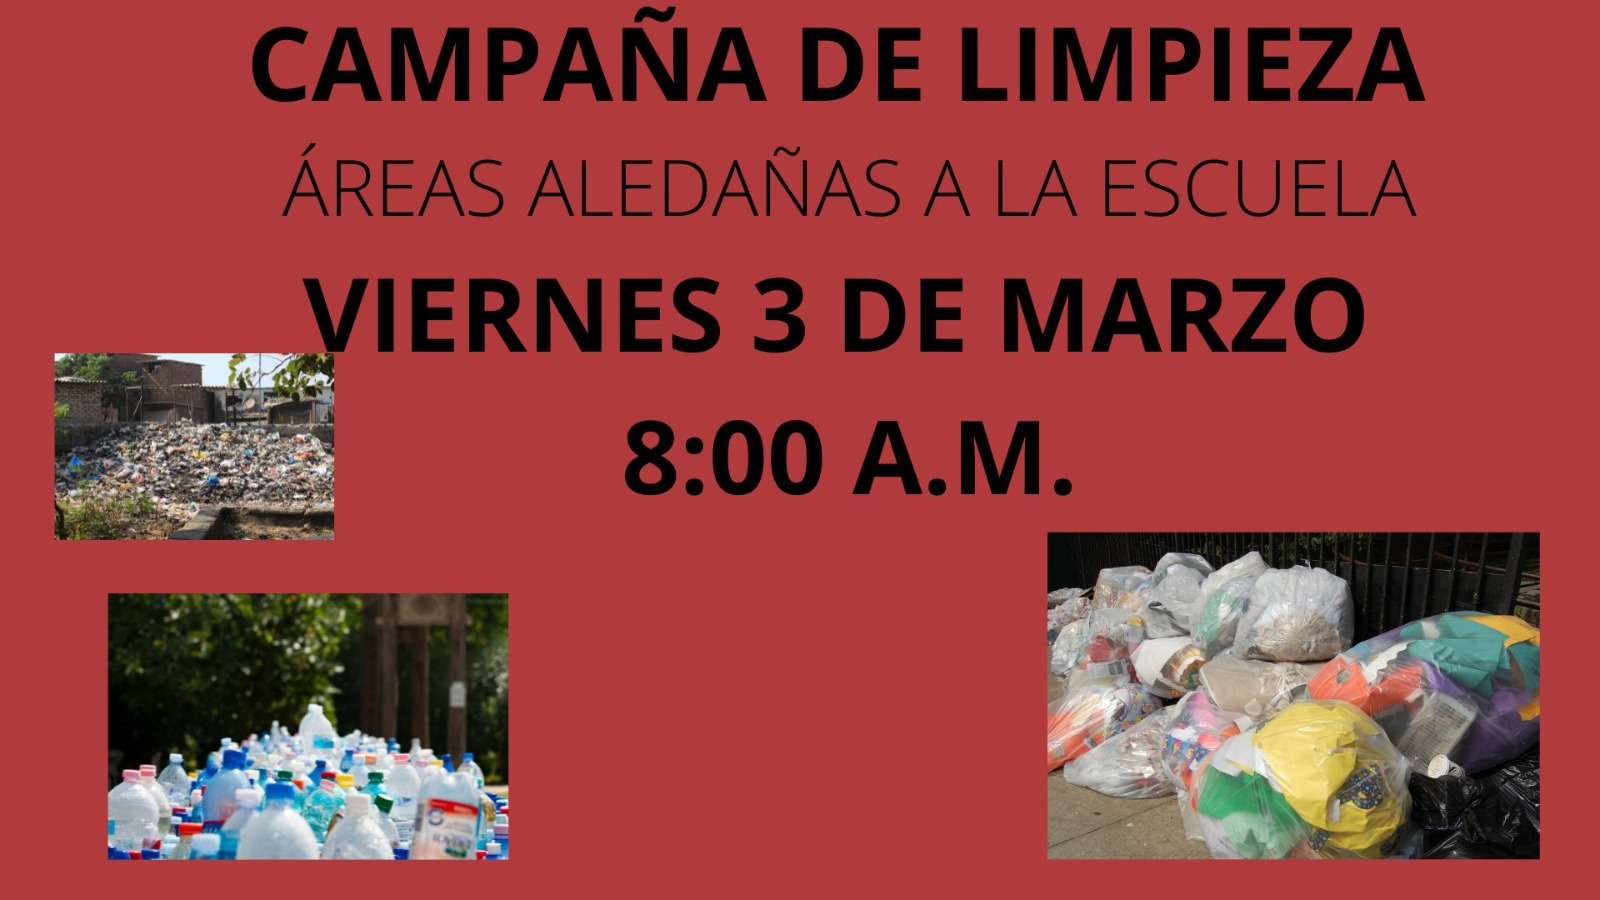 CAMPAÑA DE LIMPIEZA
ÁREAS ALEDAÑAS A LA ESCUELA
VIERNES 3 DE MARZO
8:00 A.M.